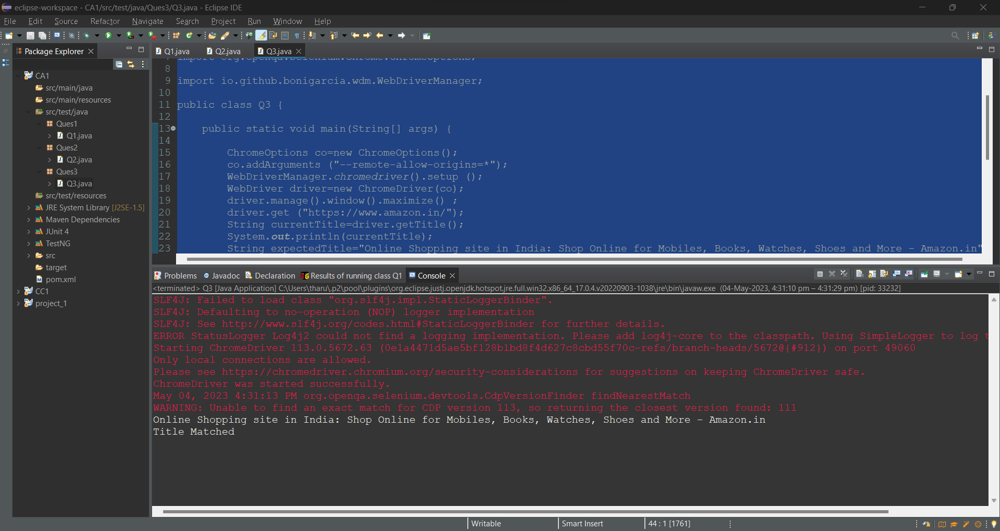 eclipse-workspace - CA1/src/test/java/Ques3/Q3.java - Eclipse IDE
File Edit Source Refactor Navigate Search Project Run Window Help
Package Explorer
Q1.java Q2.java Q3.java
CA1
src/main/java
src/main/resources
src/test/java
Ques1
Q1.java
Ques2
Q2.java
Ques3
Q3.java
src/test/resources
JRE System Library [J2SE-1.5]
Maven Dependencies
JUnit 4
TestNG
src
target
pom.xml
CC1
project_1
import org.openqa.selenium.chrome.ChromeOptions;
8
9 import io.github.bonigarcia.wdm.WebDriverManager;
10
11 public class Q3 {
12
13 public static void main(String[] args) {
14
15 ChromeOptions co=new ChromeOptions();
16 co.addArguments ("--remote-allow-origins=*");
17 WebDriverManager.chromedriver().setup ();
18 WebDriver driver=new ChromeDriver(co);
19 driver.manage().window().maximize() ;
20 driver.get ("https://www.amazon.in/");
21 String currentTitle=driver.getTitle();
22 System.out.println(currentTitle);
23 String expectedTitle="Online Shopping site in India: Shop Online for Mobiles, Books, Watches, Shoes and More - Amazon.in"
Problems Javadoc Declaration Results of running class Q1 Console
<terminated> Q3 [Java Application] C:\Users\tharu\.p2\pool\plugins\org.eclipse.justj.openjdk.hotspot.jre.full.win32.x86_64_17.0.4.v20220903-1038\jre\bin\javaw.exe (04-May-2023, 4:31:10 pm – 4:31:29 pm) [pid: 33232]
SLF4J: Failed to load class "org.slf4j.impl.StaticLoggerBinder".
SLF4J: Defaulting to no-operation (NOP) logger implementation
SLF4J: See http://www.slf4j.org/codes.html#StaticLoggerBinder for further details.
ERROR StatusLogger Log4j2 could not find a logging implementation. Please add log4j-core to the classpath. Using SimpleLogger to log t
Starting ChromeDriver 113.0.5672.63 (0e1a4471d5ae5bf128b1bd8f4d627c8cbd55f70c-refs/branch-heads/5672@{#912}) on port 49060
Only local connections are allowed.
Please see https://chromedriver.chromium.org/security-considerations for suggestions on keeping ChromeDriver safe.
ChromeDriver was started successfully.
May 04, 2023 4:31:13 PM org.openqa.selenium.devtools.CdpVersionFinder findNearestMatch
WARNING: Unable to find an exact match for CDP version 113, so returning the closest version found: 111
Online Shopping site in India: Shop Online for Mobiles, Books, Watches, Shoes and More - Amazon.in
Title Matched
Writable Smart Insert 44 : 1 [1761]